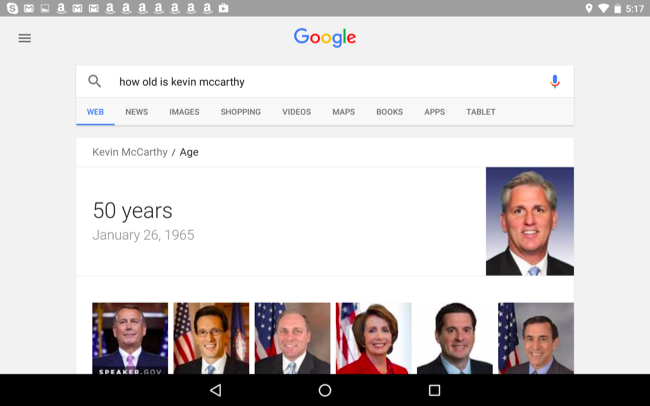 5:17
Google
how old is kevin mccarthy
WEB NEWS IMAGES SHOPPING VIDEOS MAPS BOOKS APPS TABLET
Kevin McCarthy / Age
50 years
January 26, 1965
SPEAKER.GOV